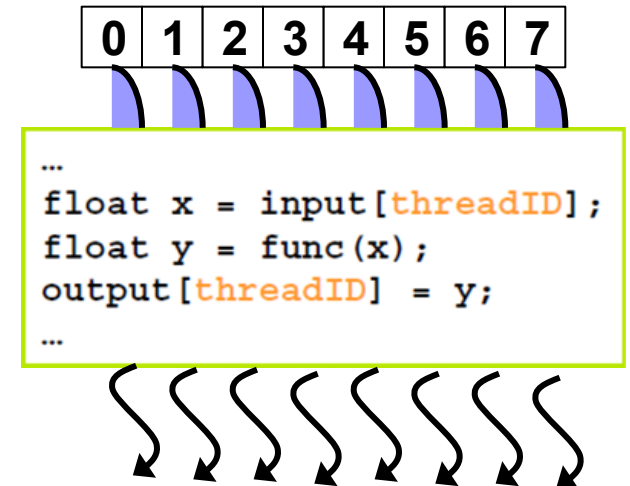 0 1 2 3 4 5 6 7
...
float x = input[threadID];
float y = func(x);
output[threadID] = y;
...